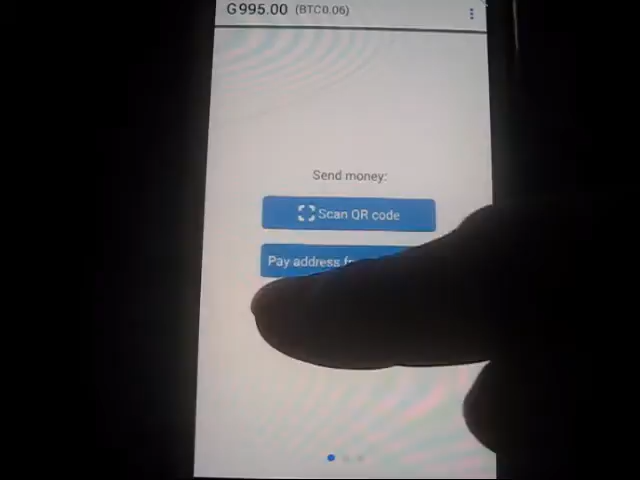 G995.00 (BTC0.06)
Send money:
Scan QR code
Pay address